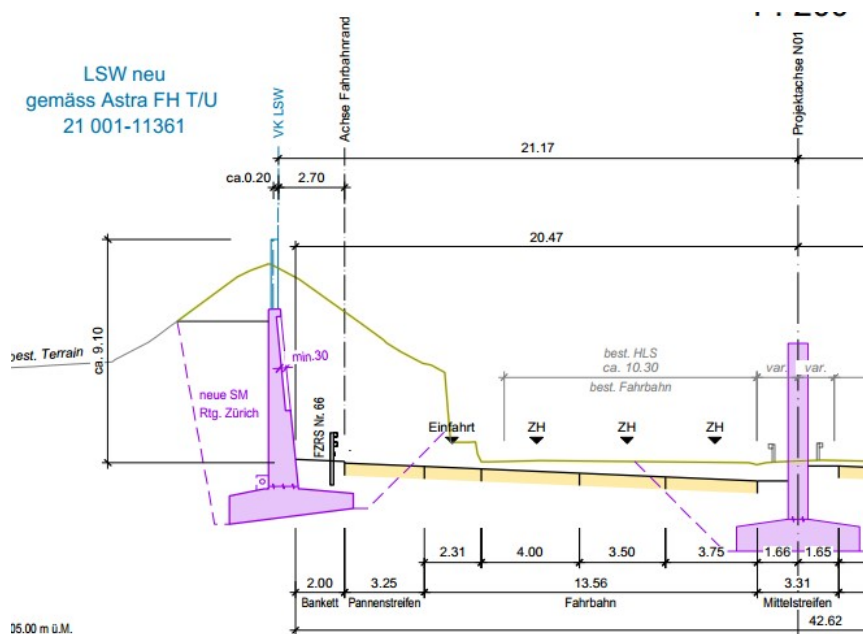 LSW neu
gemäss Astra FH T/U
21 001-11361
VK LSW
Achse Fahrbahnrand
Projektachse N01
21.17
ca.0.20
2.70
20.47
ca. 9.10
best. Terrain
min.30
neue SM
Rtg. Zürich
FZRS Nr. 66
best. HLS
ca. 10.30
best. Fahrbahn
var.
var.
Einfahrt
ZH
ZH
ZH
2.31
4.00
3.50
3.75
1.66
1.65
2.00
3.25
13.56
3.31
Bankett
Pannenstreifen
Fahrbahn
Mittelstreifen
42.62
05.00 m ü.M.